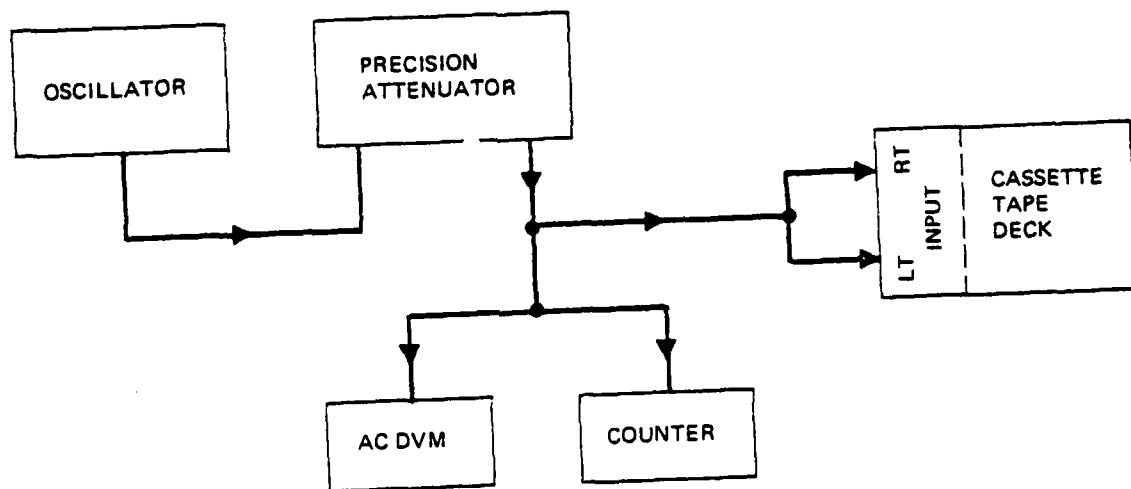 OSCILLATOR
PRECISION
ATTENUATOR
RT
LT
INPUT
CASSETTE
TAPE
DECK
AC DVM
COUNTER